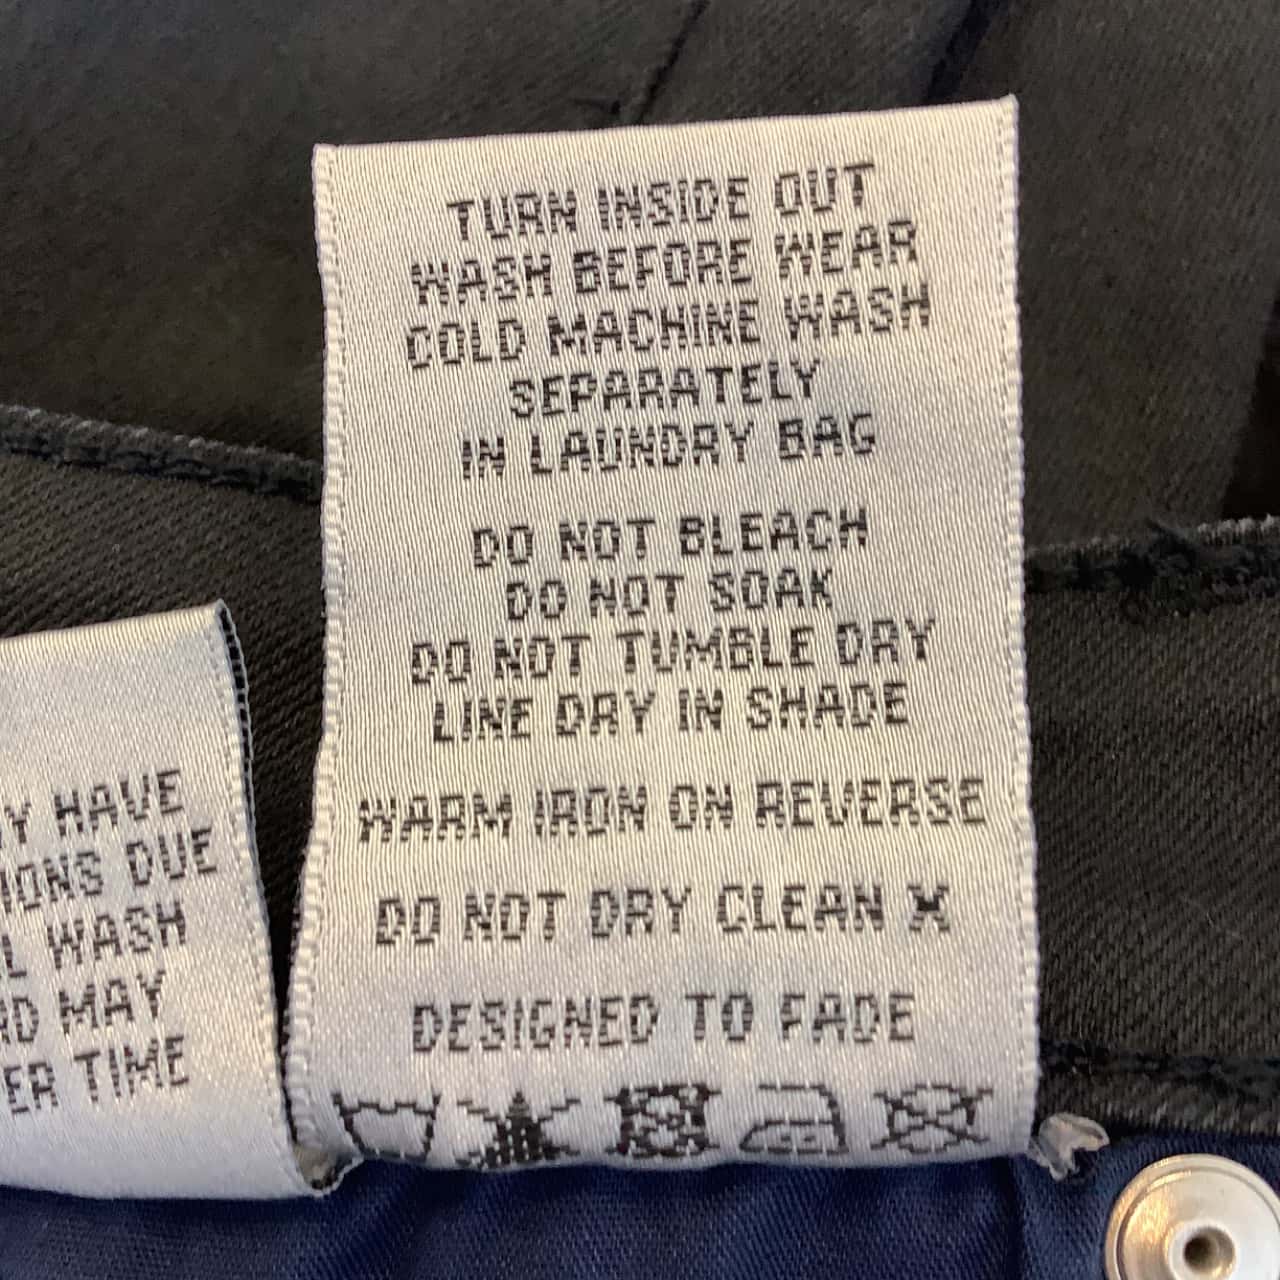 TURN INSIDE OUT
WASH BEFORE WEAR
COLD MACHINE WASH
SEPARATELY
IN LAUNDRY BAG
DO NOT BLEACH
DO NOT SOAK
DO NOT TUMBLE DRY
LINE DRY IN SHADE
WARM IRON ON REVERSE
DO NOT DRY CLEAN X
DESIGNED TO FADE
HAVE
DUE
WASH
MAY
TIME